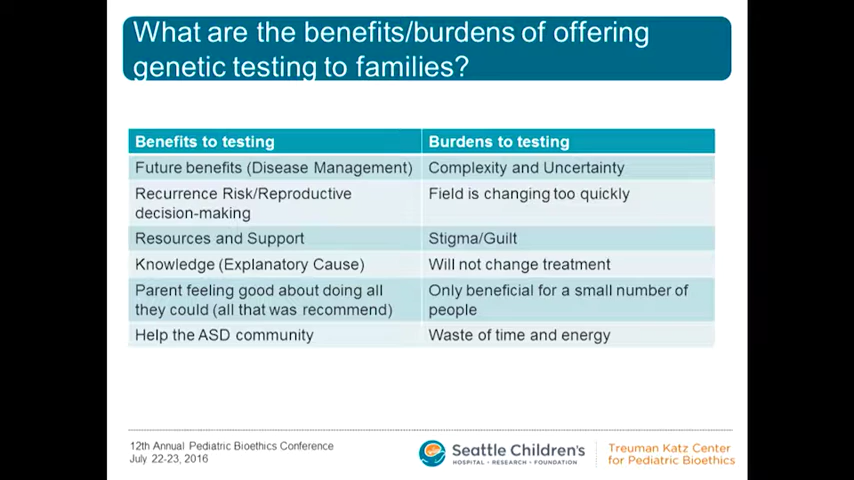 What are the benefits/burdens of offering
genetic testing to families?
Benefits to testing
Burdens to testing
Future benefits (Disease Management)
Complexity and Uncertainty
Recurrence Risk/Reproductive
decision-making
Field is changing too quickly
Resources and Support
Stigma/Guilt
Knowledge (Explanatory Cause)
Will not change treatment
Parent feeling good about doing all
they could (all that was recommend)
Only beneficial for a small number of
people
Help the ASD community
Waste of time and energy
12th Annual Pediatric Bioethics Conference
July 22-23, 2016
Seattle Children's
HOSPITAL • RESEARCH • FOUNDATION
Treuman Katz Center
for Pediatric Bioethics